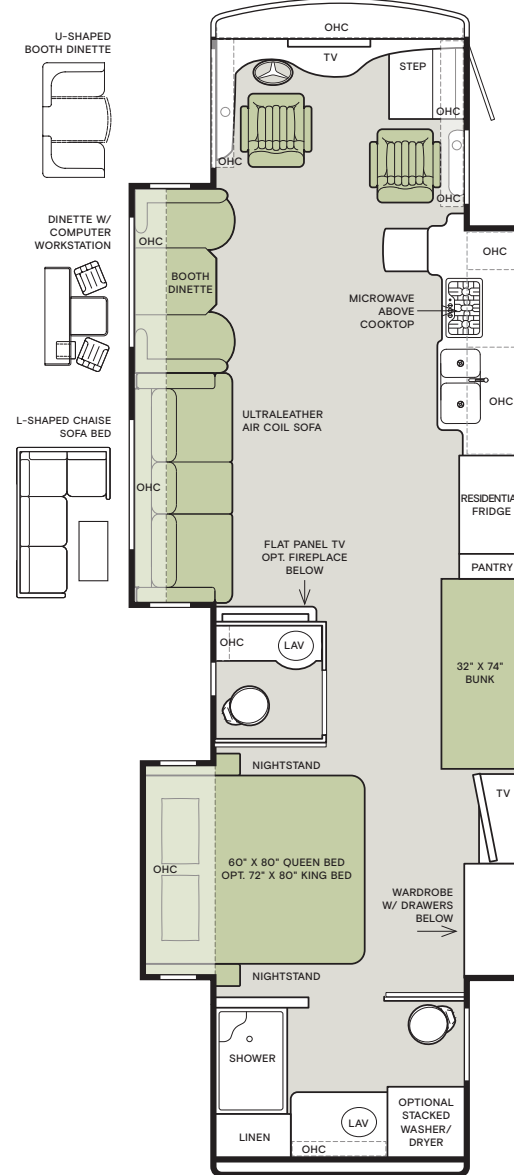 OHC
U-SHAPED
BOOTH DINETTE
TV
STEP
OHC
OHC
OHC
DINETTE W/
COMPUTER
WORKSTATION
OHC
OHC
BOOTH
DINETTE
MICROWAVE
ABOVE
COOKTOP
OHC
L-SHAPED CHAISE
SOFA BED
ULTRALEATHER
AIR COIL SOFA
OHC
RESIDENTIA
FRIDGE
FLAT PANEL TV
OPT. FIREPLACE
BELOW
PANTRY
OHC
LAV
32" X 74"
BUNK
NIGHTSTAND
TV
OHC
60" X 80" QUEEN BED
OPT. 72" X 80" KING BED
WARDROBE
W/ DRAWERS
BELOW
NIGHTSTAND
SHOWER
LINEN
LAV
OHC
OPTIONAL
STACKED
WASHER/
DRYER